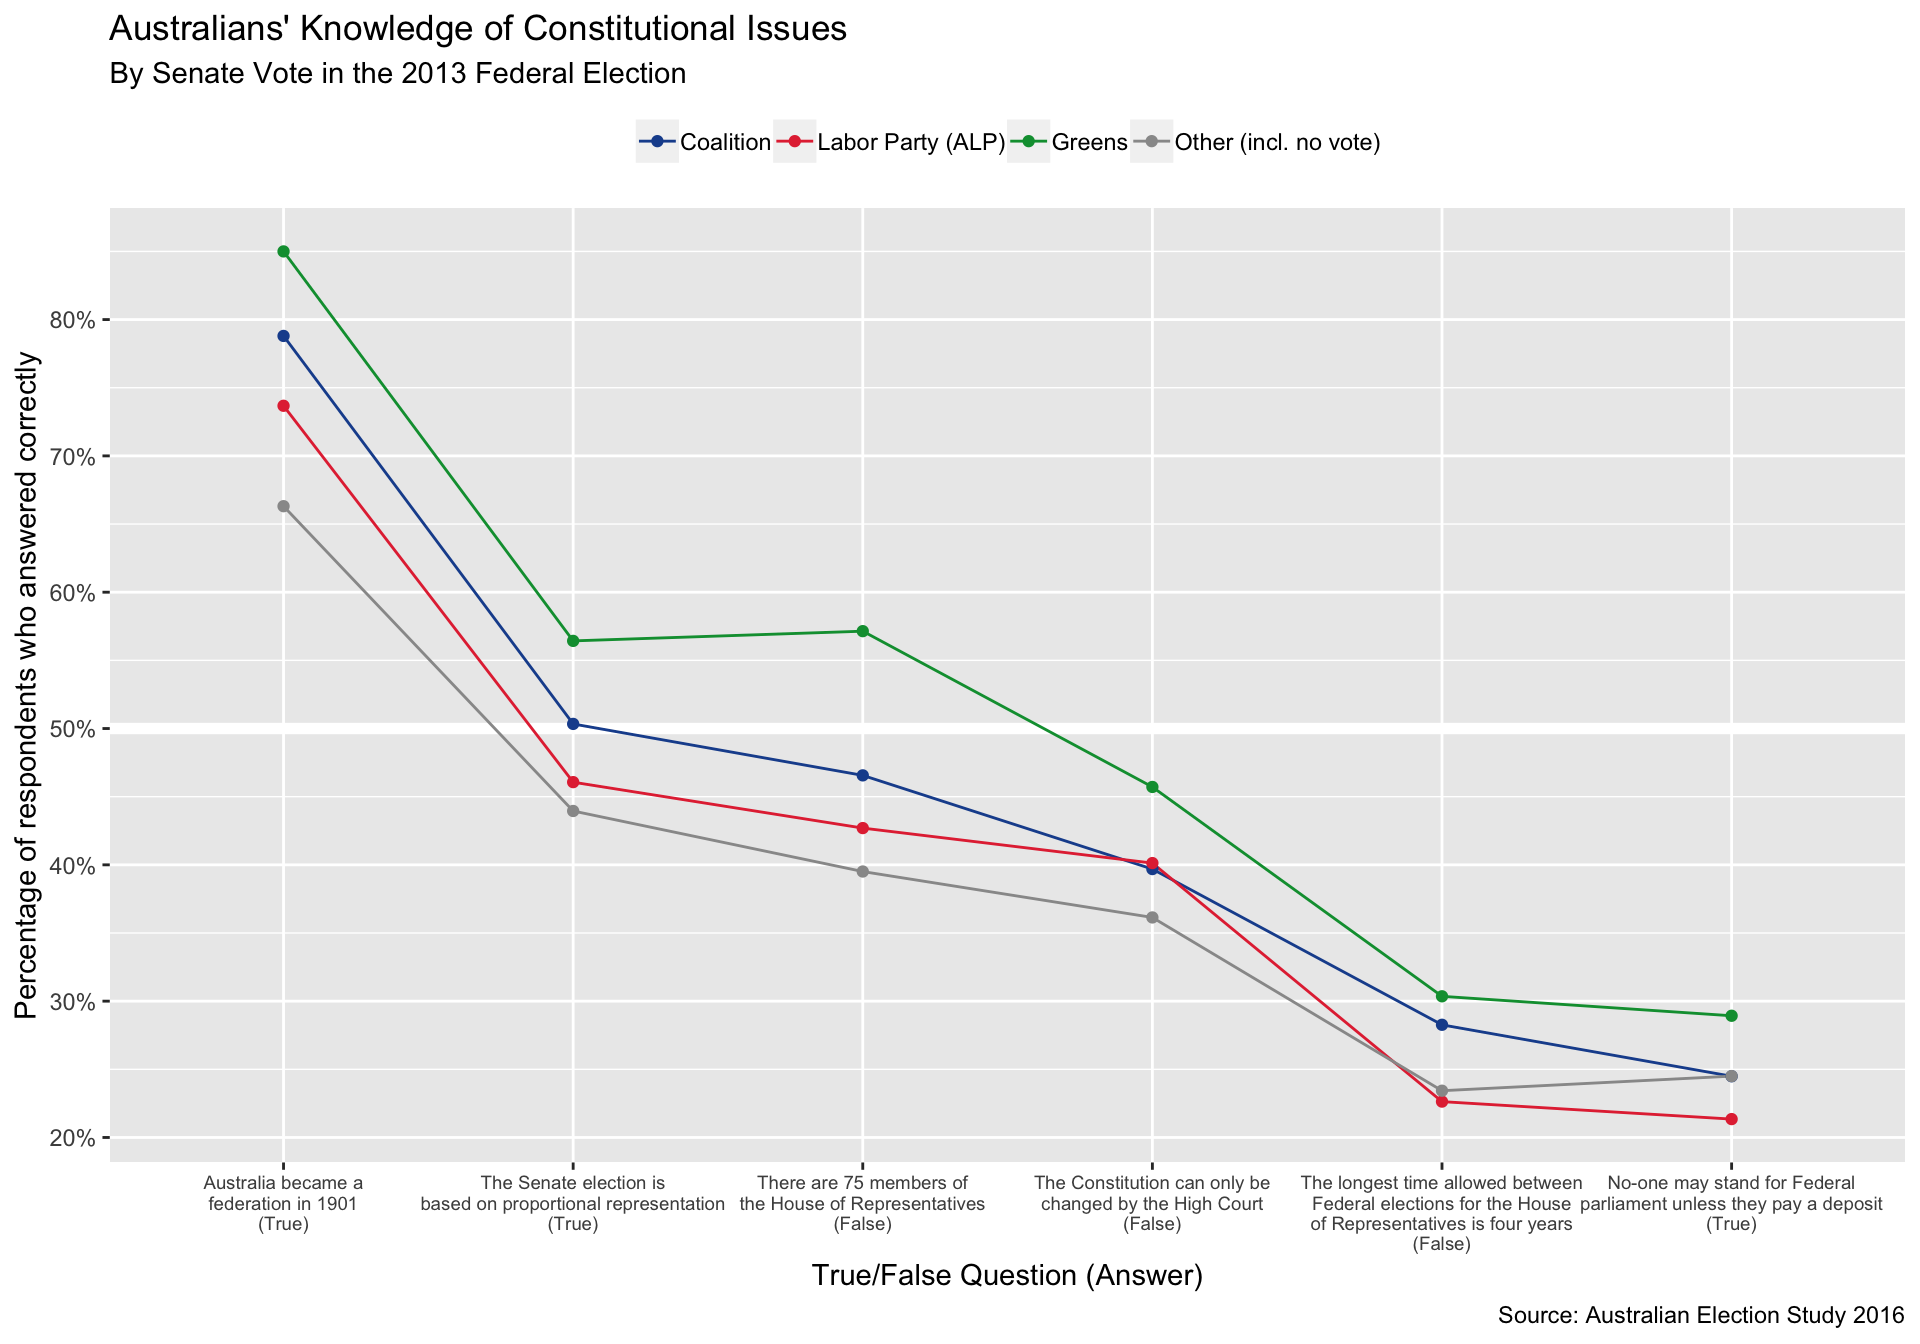 Australians' Knowledge of Constitutional Issues
By Senate Vote in the 2013 Federal Election
Coalition Labor Party (ALP) Greens Other (incl. no vote)
Percentage of respondents who answered correctly
80%
70%
60%
50%
40%
30%
20%
Australia became a
federation in 1901
(True)
The Senate election is
based on proportional representation
(True)
There are 75 members of
the House of Representatives
(False)
The Constitution can only be
changed by the High Court
(False)
The longest time allowed between
Federal elections for the House
of Representatives is four years
(False)
No-one may stand for Federal
parliament unless they pay a deposit
(True)
True/False Question (Answer)
Source: Australian Election Study 2016